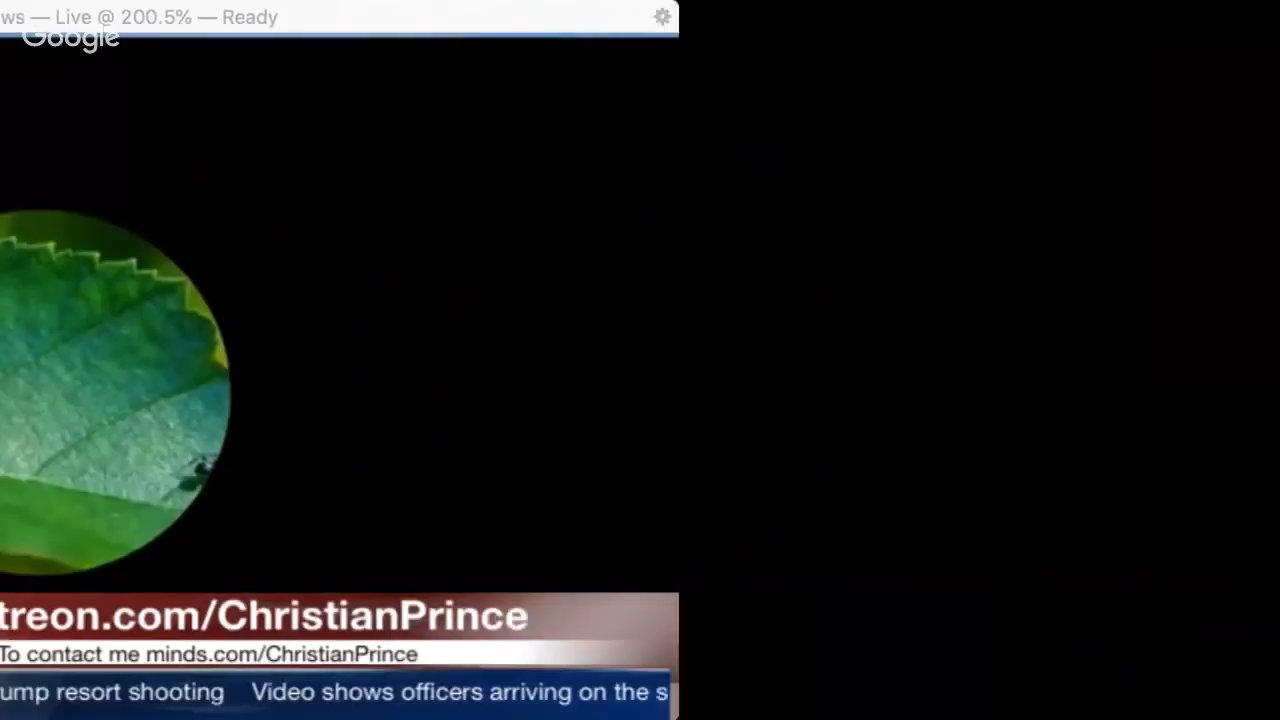 ws — Live @ 200.5% — Ready
Google
treon.com/ChristianPrince
To contact me minds.com/ChristianPrince
ump resort shooting Video shows officers arriving on the s